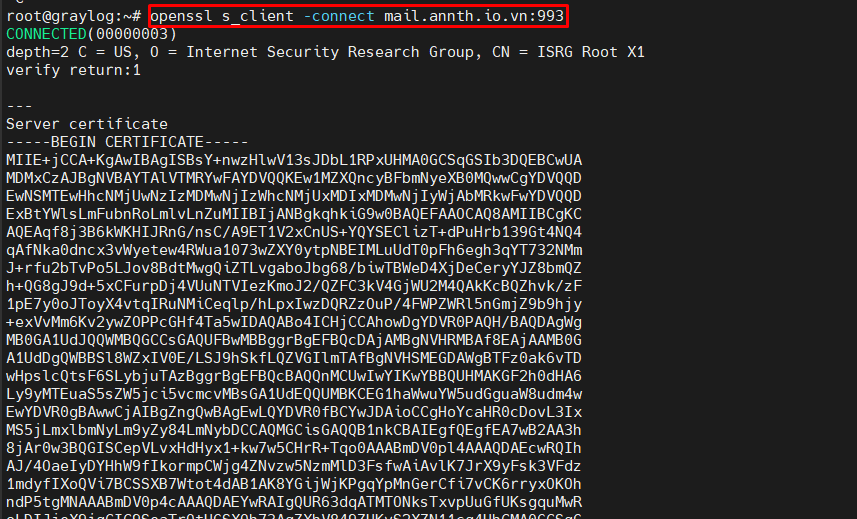 root@graylog:~# openssl s_client -connect mail.annth.io.vn:993
CONNECTED(00000003)
depth=2 C = US, O = Internet Security Research Group, CN = ISRG Root X1
verify return:1
---
Server certificate
-----BEGIN CERTIFICATE-----
MIIE+jCCA+KgAwIBAgISBsY+nwzHlwV13sJDbL1RPxUHMA0GCSqGSIb3DQEBCwUA
MDMxCzAJBgNVBAYTAlVTMRYwFAYDVQQKEw1MZXQncyBFbmNyeXB0MQwwCgYDVQQD
EwNSMTEwHhcNMjUwNzIzMDMwNjIzWhcNMjUxMDIxMDMwNjIyWjAbMRkwFwYDVQQD
ExBtYWlsLmFubnRoLmlvLnZuMIIBIjANBgkqhkiG9w0BAQEFAAOCAQ8AMIIBCgKC
AQEAqf8j3B6kWKHIJRnG/nsC/A9ET1V2xCnUS+YQYSEClizT+dPuHrb139Gt4NQ4
qAfNka0dncx3vWyetew4RWua1073wZXY0ytpNBEIMLuUdT0pFh6egh3qYT732NMm
J+rfu2bTvPo5LJov8BdtMwgQiZTLvgaboJbg68/biwTBWeD4XjDeCeryYJZ8bmQZ
h+QG8gJ9d+5xCFurpDj4VUuNTVIezKmoJ2/QZFC3kV4GjWU2M4QAkKcBQZhvk/zF
1pE7y0oJToyX4vtqIRuNMiCeqlp/hLpxIwzDQRZzOuP/4FWPZWRl5nGmjZ9b9hjy
+exVvMm6Kv2ywZOPPcGHf4Ta5wIDAQABo4ICHjCCAhowDgYDVR0PAQH/BAQDAgWg
MB0GA1UdJQQWMBQGCCsGAQUFBwMBBggrBgEFBQcDAjAMBgNVHRMBAf8EAjAAMB0G
A1UdDgQWBBSl8WZxIV0E/LSJ9hSkfLQZVGIlmTAfBgNVHSMEGDAWgBTFz0ak6vTD
wHpslcQtsF6SLybjuTAzBggrBgEFBQcBAQQnMCUwIwYIKwYBBQUHMAKGF2h0dHA6
Ly9yMTEuaS5sZW5jci5vcmcvMBsGA1UdEQQUMBKCEG1haWwuYW5udGguaW8udm4w
EwYDVR0gBAwwCjAIBgZngQwBAgEwLQYDVR0fBCYwJDAioCCgHoYcaHR0cDovL3Ix
MS5jLmxlbmNyLm9yZy84LmNybDCCAQMGCisGAQQB1nkCBAIEgfQEgfEA7wB2AA3h
8jAr0w3BQGISCepVLvxHdHyx1+kw7w5CHrR+Tqo0AAABmDV0pl4AAAQDAEcwRQIh
AJ/4OaeIyDYHhW9fIkormpCWjg4ZNvzw5NzmMlD3FsfwAiAvlK7JrX9yFsk3VFdz
1mdyfIXoQVi7BCSSXB7Wtot4dAB1AK8YGijWjKPgqYpMnGerCfi7vCK6rryxOKOh
ndP5tgMNAAABmDV0p4cAAAQDAEYwRAIgQUR63dqATMTONksTxvpUuGfUKsgquMwR